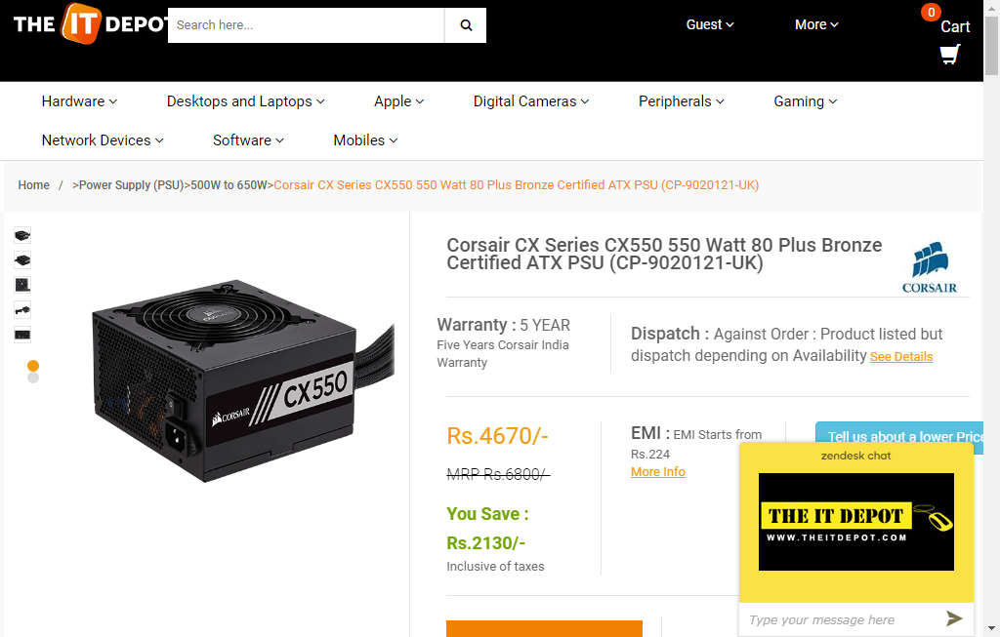 THE IT DEPOT
Search here...
Guest
More
0
Cart
Hardware
Desktops and Laptops
Apple
Digital Cameras
Peripherals
Gaming
Network Devices
Software
Mobiles
Home / >Power Supply (PSU)>500W to 650W>Corsair CX Series CX550 550 Watt 80 Plus Bronze Certified ATX PSU (CP-9020121-UK)
CORSAIR
CX550
Corsair CX Series CX550 550 Watt 80 Plus Bronze
Certified ATX PSU (CP-9020121-UK)
CORSAIR
Warranty : 5 YEAR
Five Years Corsair India
Warranty
Dispatch : Against Order : Product listed but
dispatch depending on Availability See Details
Rs.4670/-
MRP Rs.6800/-
You Save :
Rs.2130/-
Inclusive of taxes
EMI : EMI Starts from
Rs.224
More Info
Tell us about a lower Price
zendesk chat
THE IT DEPOT
WWW.THEITDEPOT.COM
Type your message here